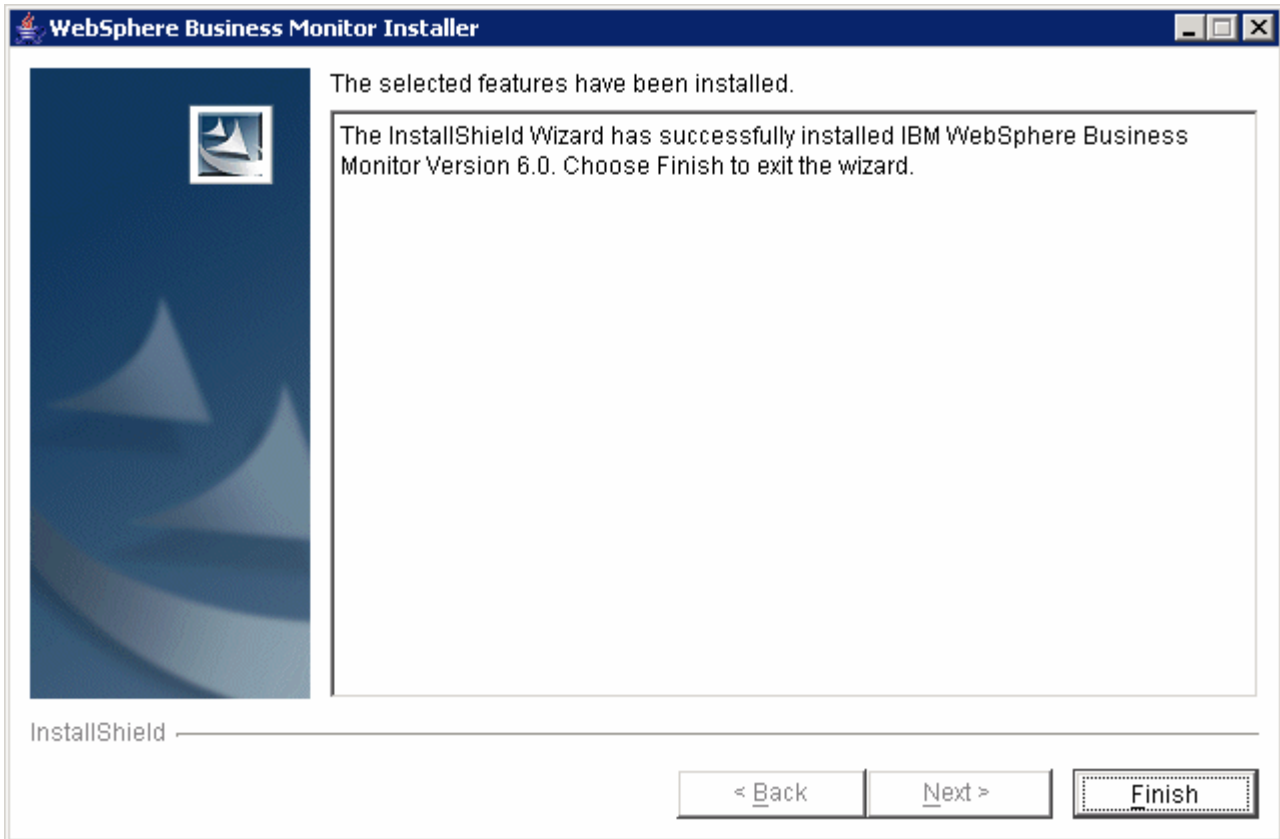 WebSphere Business Monitor Installer
The selected features have been installed.
The InstallShield Wizard has successfully installed IBM WebSphere Business
Monitor Version 6.0. Choose Finish to exit the wizard.
InstallShield
< Back
Next >
Finish